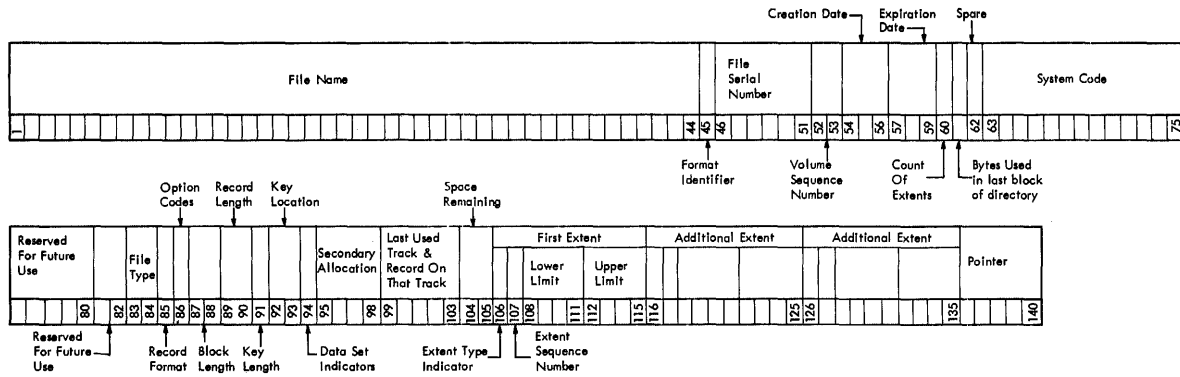 Creation Date
Expiration
Date
Spare
File Name
File
Serial
Number
System Code
1
44
45
46
51
52
53
54
56
57
59
60
62
63
75
Format
Identifier
Volume
Sequence
Number
Count
Of
Extents
Bytes Used
in last block
of directory
Option
Codes
Record
Length
Key
Location
Space
Remaining
Reserved
For Future
Use
File
Type
Secondary
Allocation
Last Used
Track &
Record On
That Track
First Extent
Lower
Limit
Upper
Limit
Additional Extent
Additional Extent
Pointer
80
82
83
84
85
86
87
88
89
90
91
92
93
94
95
98
99
103
104
105
106
107
108
111
112
115
116
125
126
135
140
Reserved
For Future
Use
Record
Format
Block
Length
Key
Length
Data Set
Indicators
Extent Type
Indicator
Extent
Sequence
Number